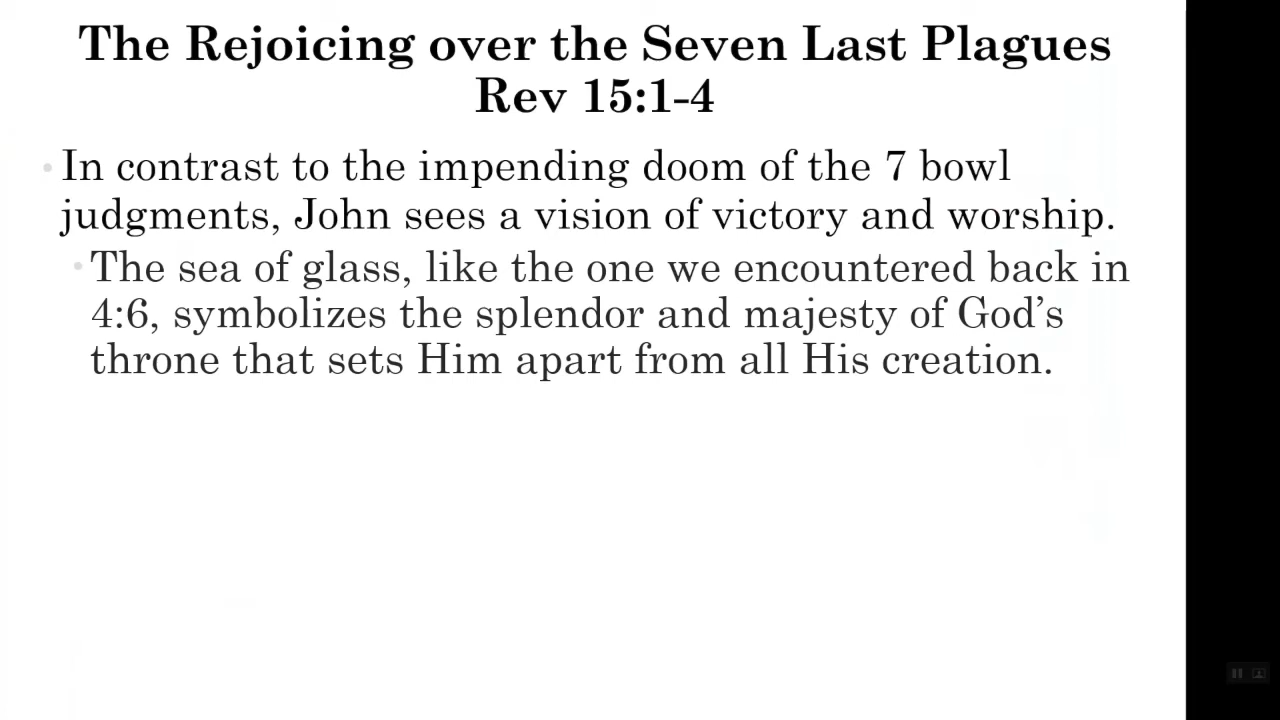 The Rejoicing over the Seven Last Plagues
Rev 15:1-4
• In contrast to the impending doom of the 7 bowl
judgments, John sees a vision of victory and worship.
• The sea of glass, like the one we encountered back in
4:6, symbolizes the splendor and majesty of God’s
throne that sets Him apart from all His creation.